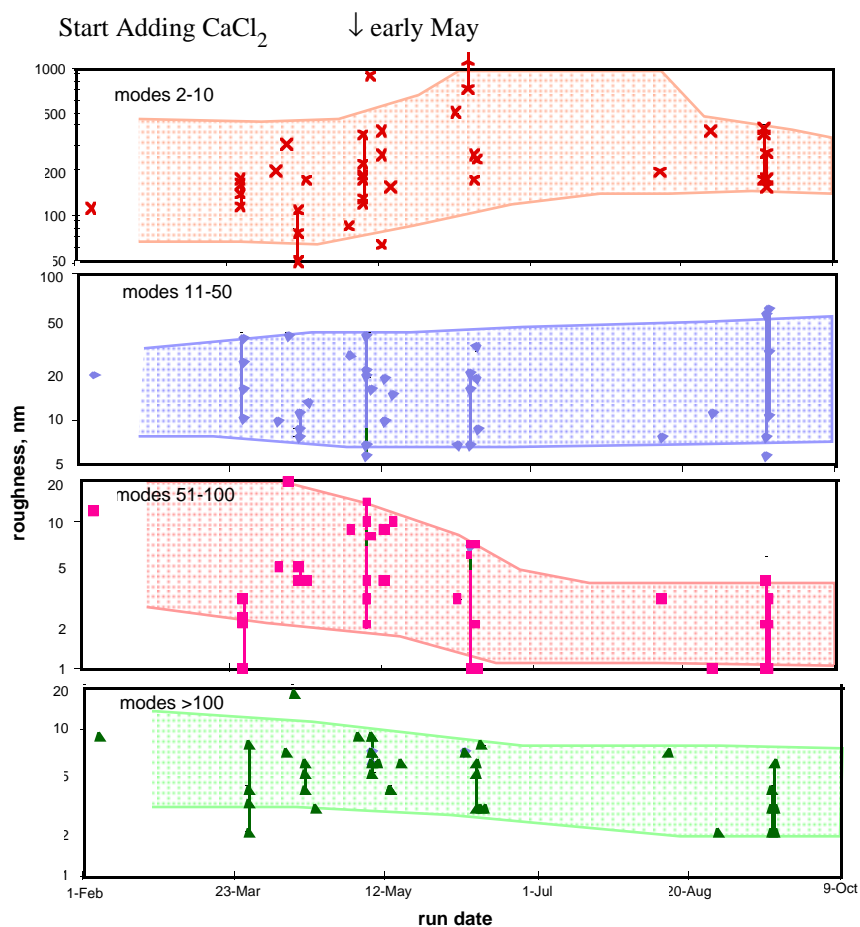 Start Adding CaCl2 ↓ early May
1000
modes 2-10
500
200
100
50
100
modes 11-50
50
20
10
5
20
modes 51-100
10
5
2
1
20
modes >100
10
5
2
1
roughness, nm
1-Feb 23-Mar 12-May 1-Jul 20-Aug 9-Oct
run date